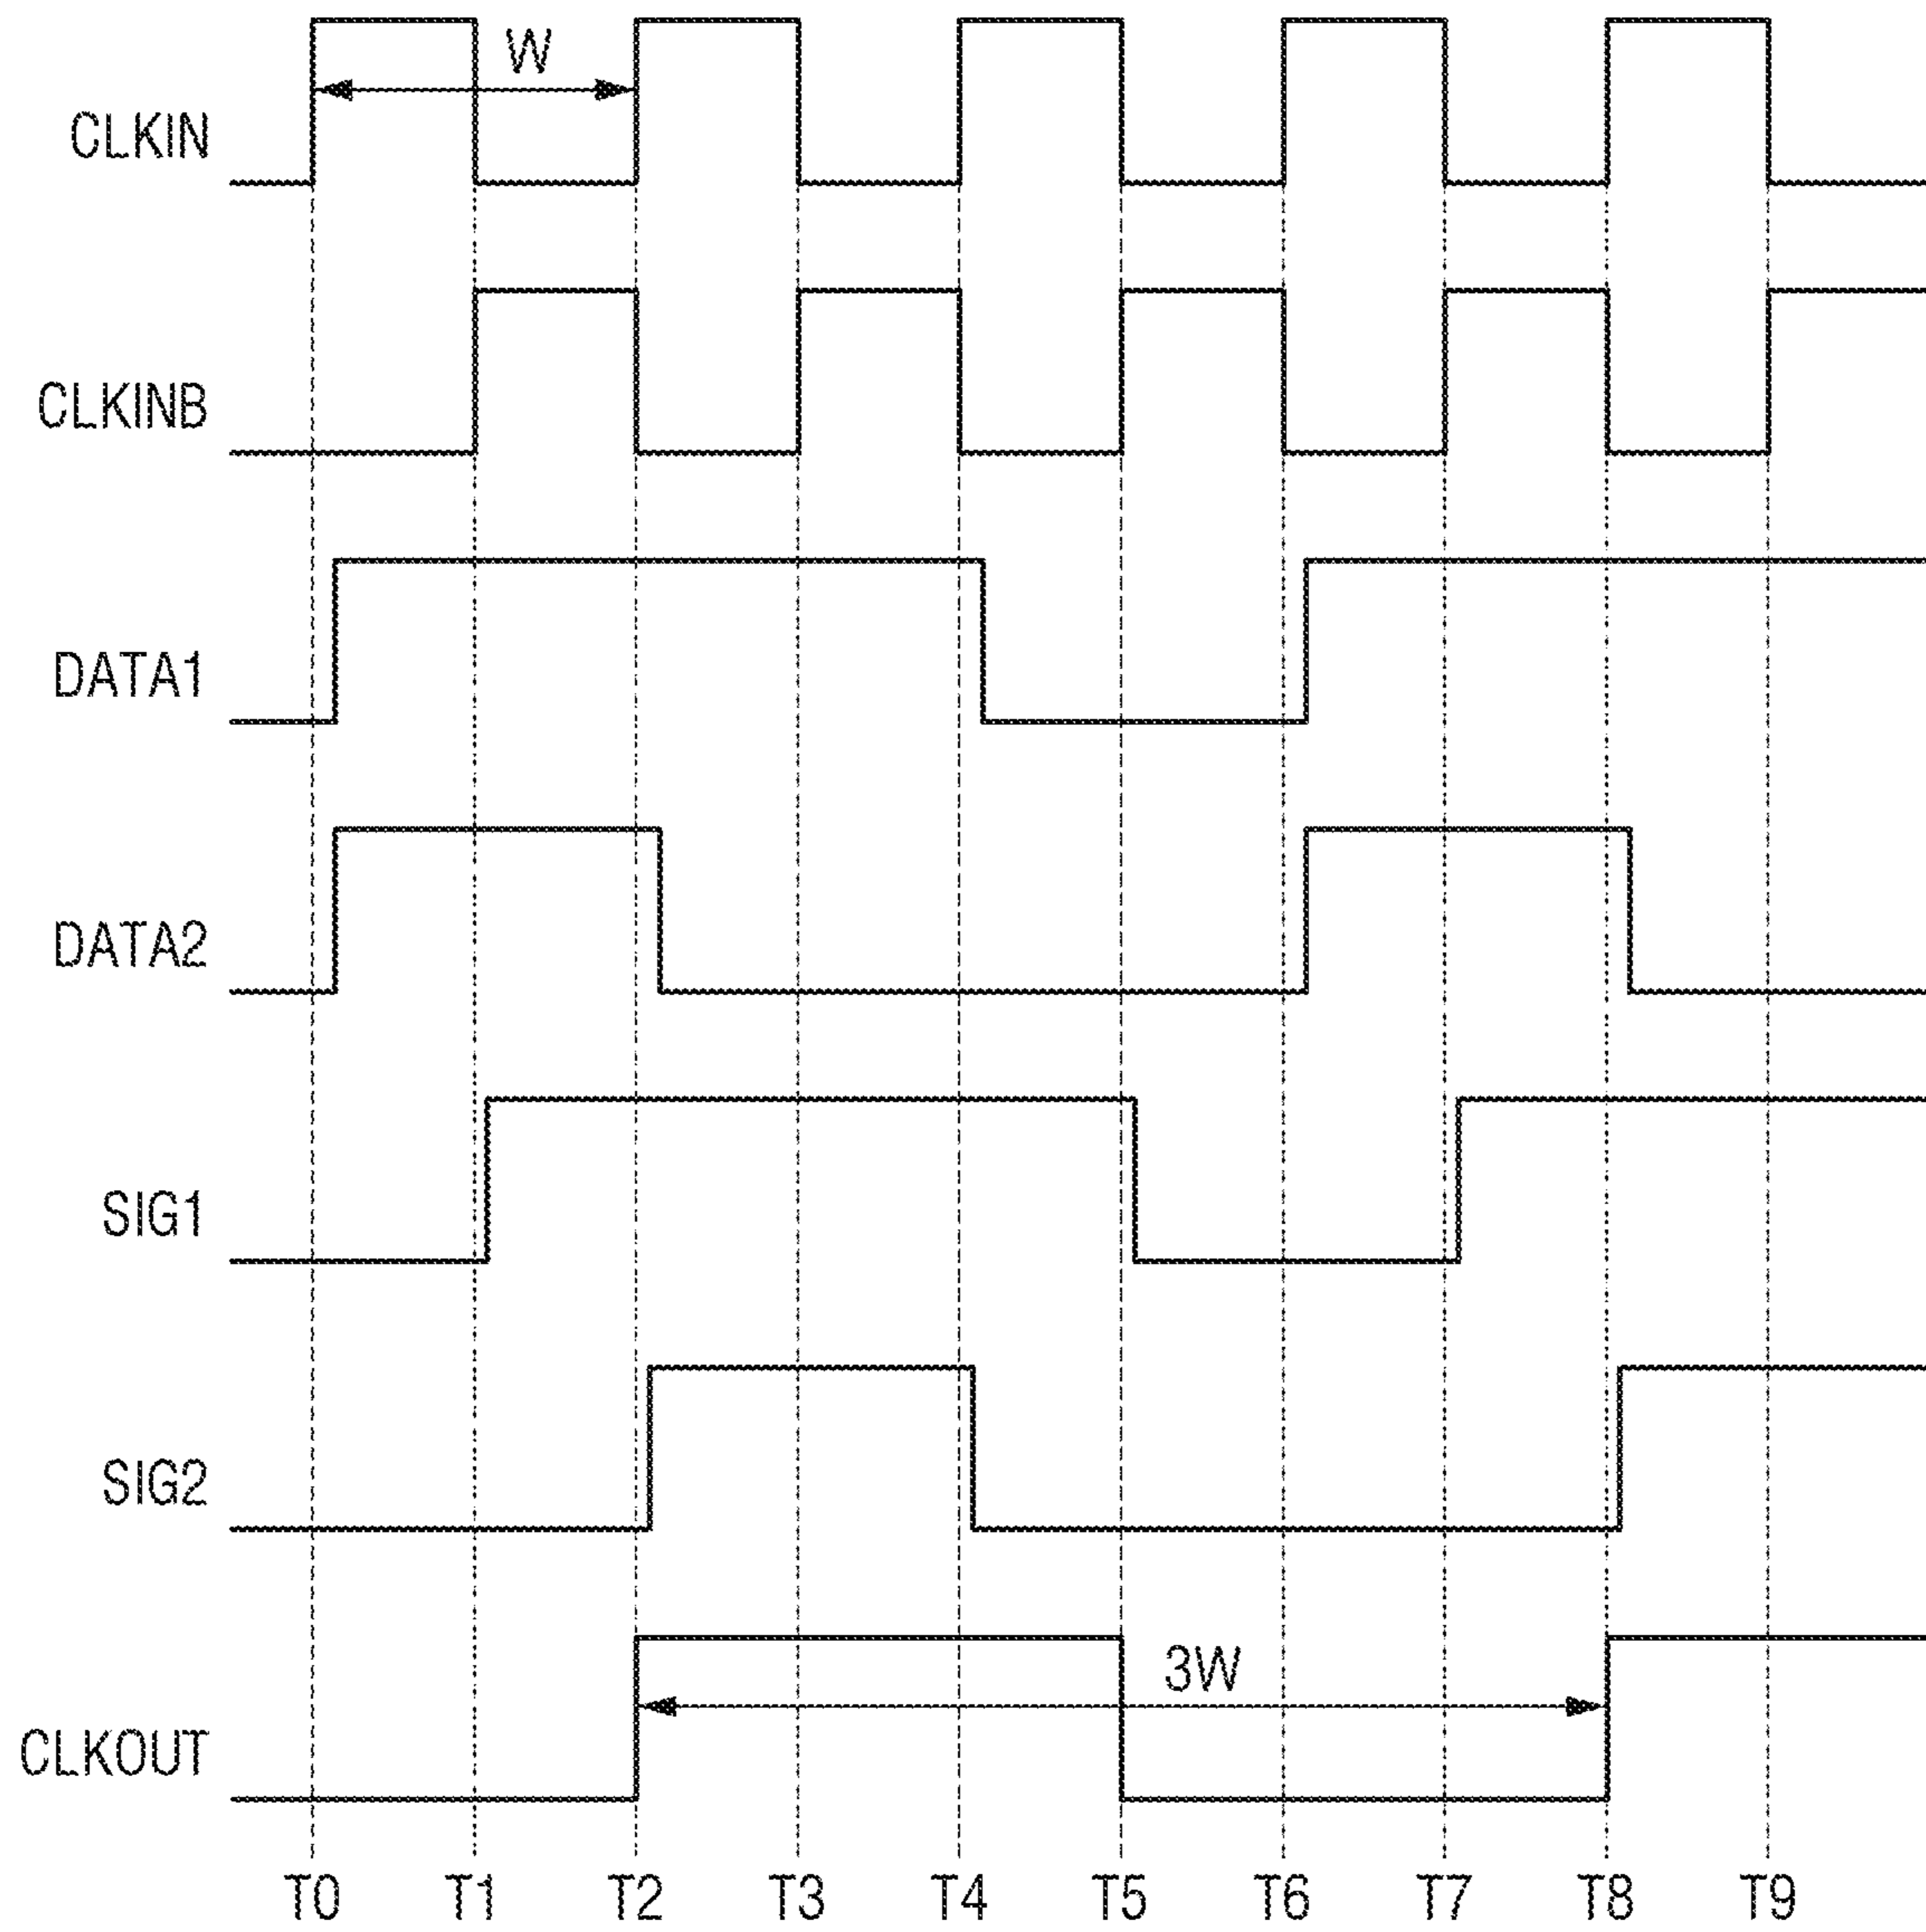 W
CLKIN
CLKINB
DATA1
DATA2
SIG1
SIG2
3W
CLKOUT
T0 T1 T2 T3 T4 T5 T6 T7 T8 T9